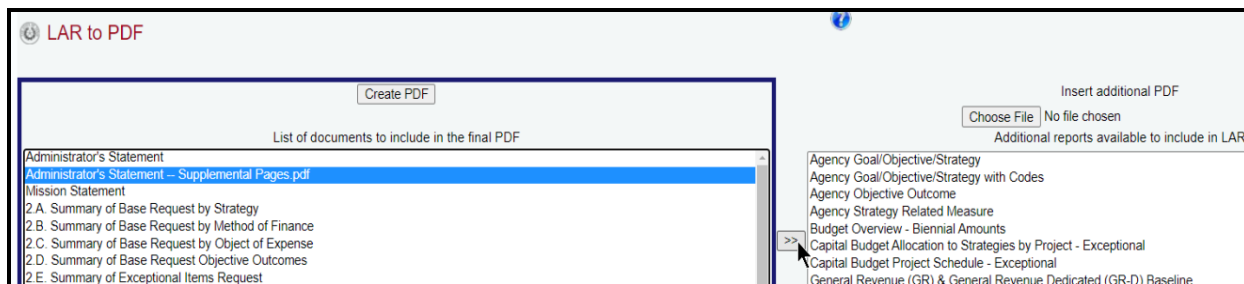 LAR to PDF
?
Create PDF
List of documents to include in the final PDF
Administrator's Statement
Administrator's Statement -- Supplemental Pages.pdf
Mission Statement
2.A. Summary of Base Request by Strategy
2.B. Summary of Base Request by Method of Finance
2.C. Summary of Base Request by Object of Expense
2.D. Summary of Base Request Objective Outcomes
2.E. Summary of Exceptional Items Request
>>
Insert additional PDF
Choose File No file chosen
Additional reports available to include in LAR
Agency Goal/Objective/Strategy
Agency Goal/Objective/Strategy with Codes
Agency Objective Outcome
Agency Strategy Related Measure
Budget Overview - Biennial Amounts
Capital Budget Allocation to Strategies by Project - Exceptional
Capital Budget Project Schedule - Exceptional
General Revenue (GR) & General Revenue Dedicated (GR-D) Baseline